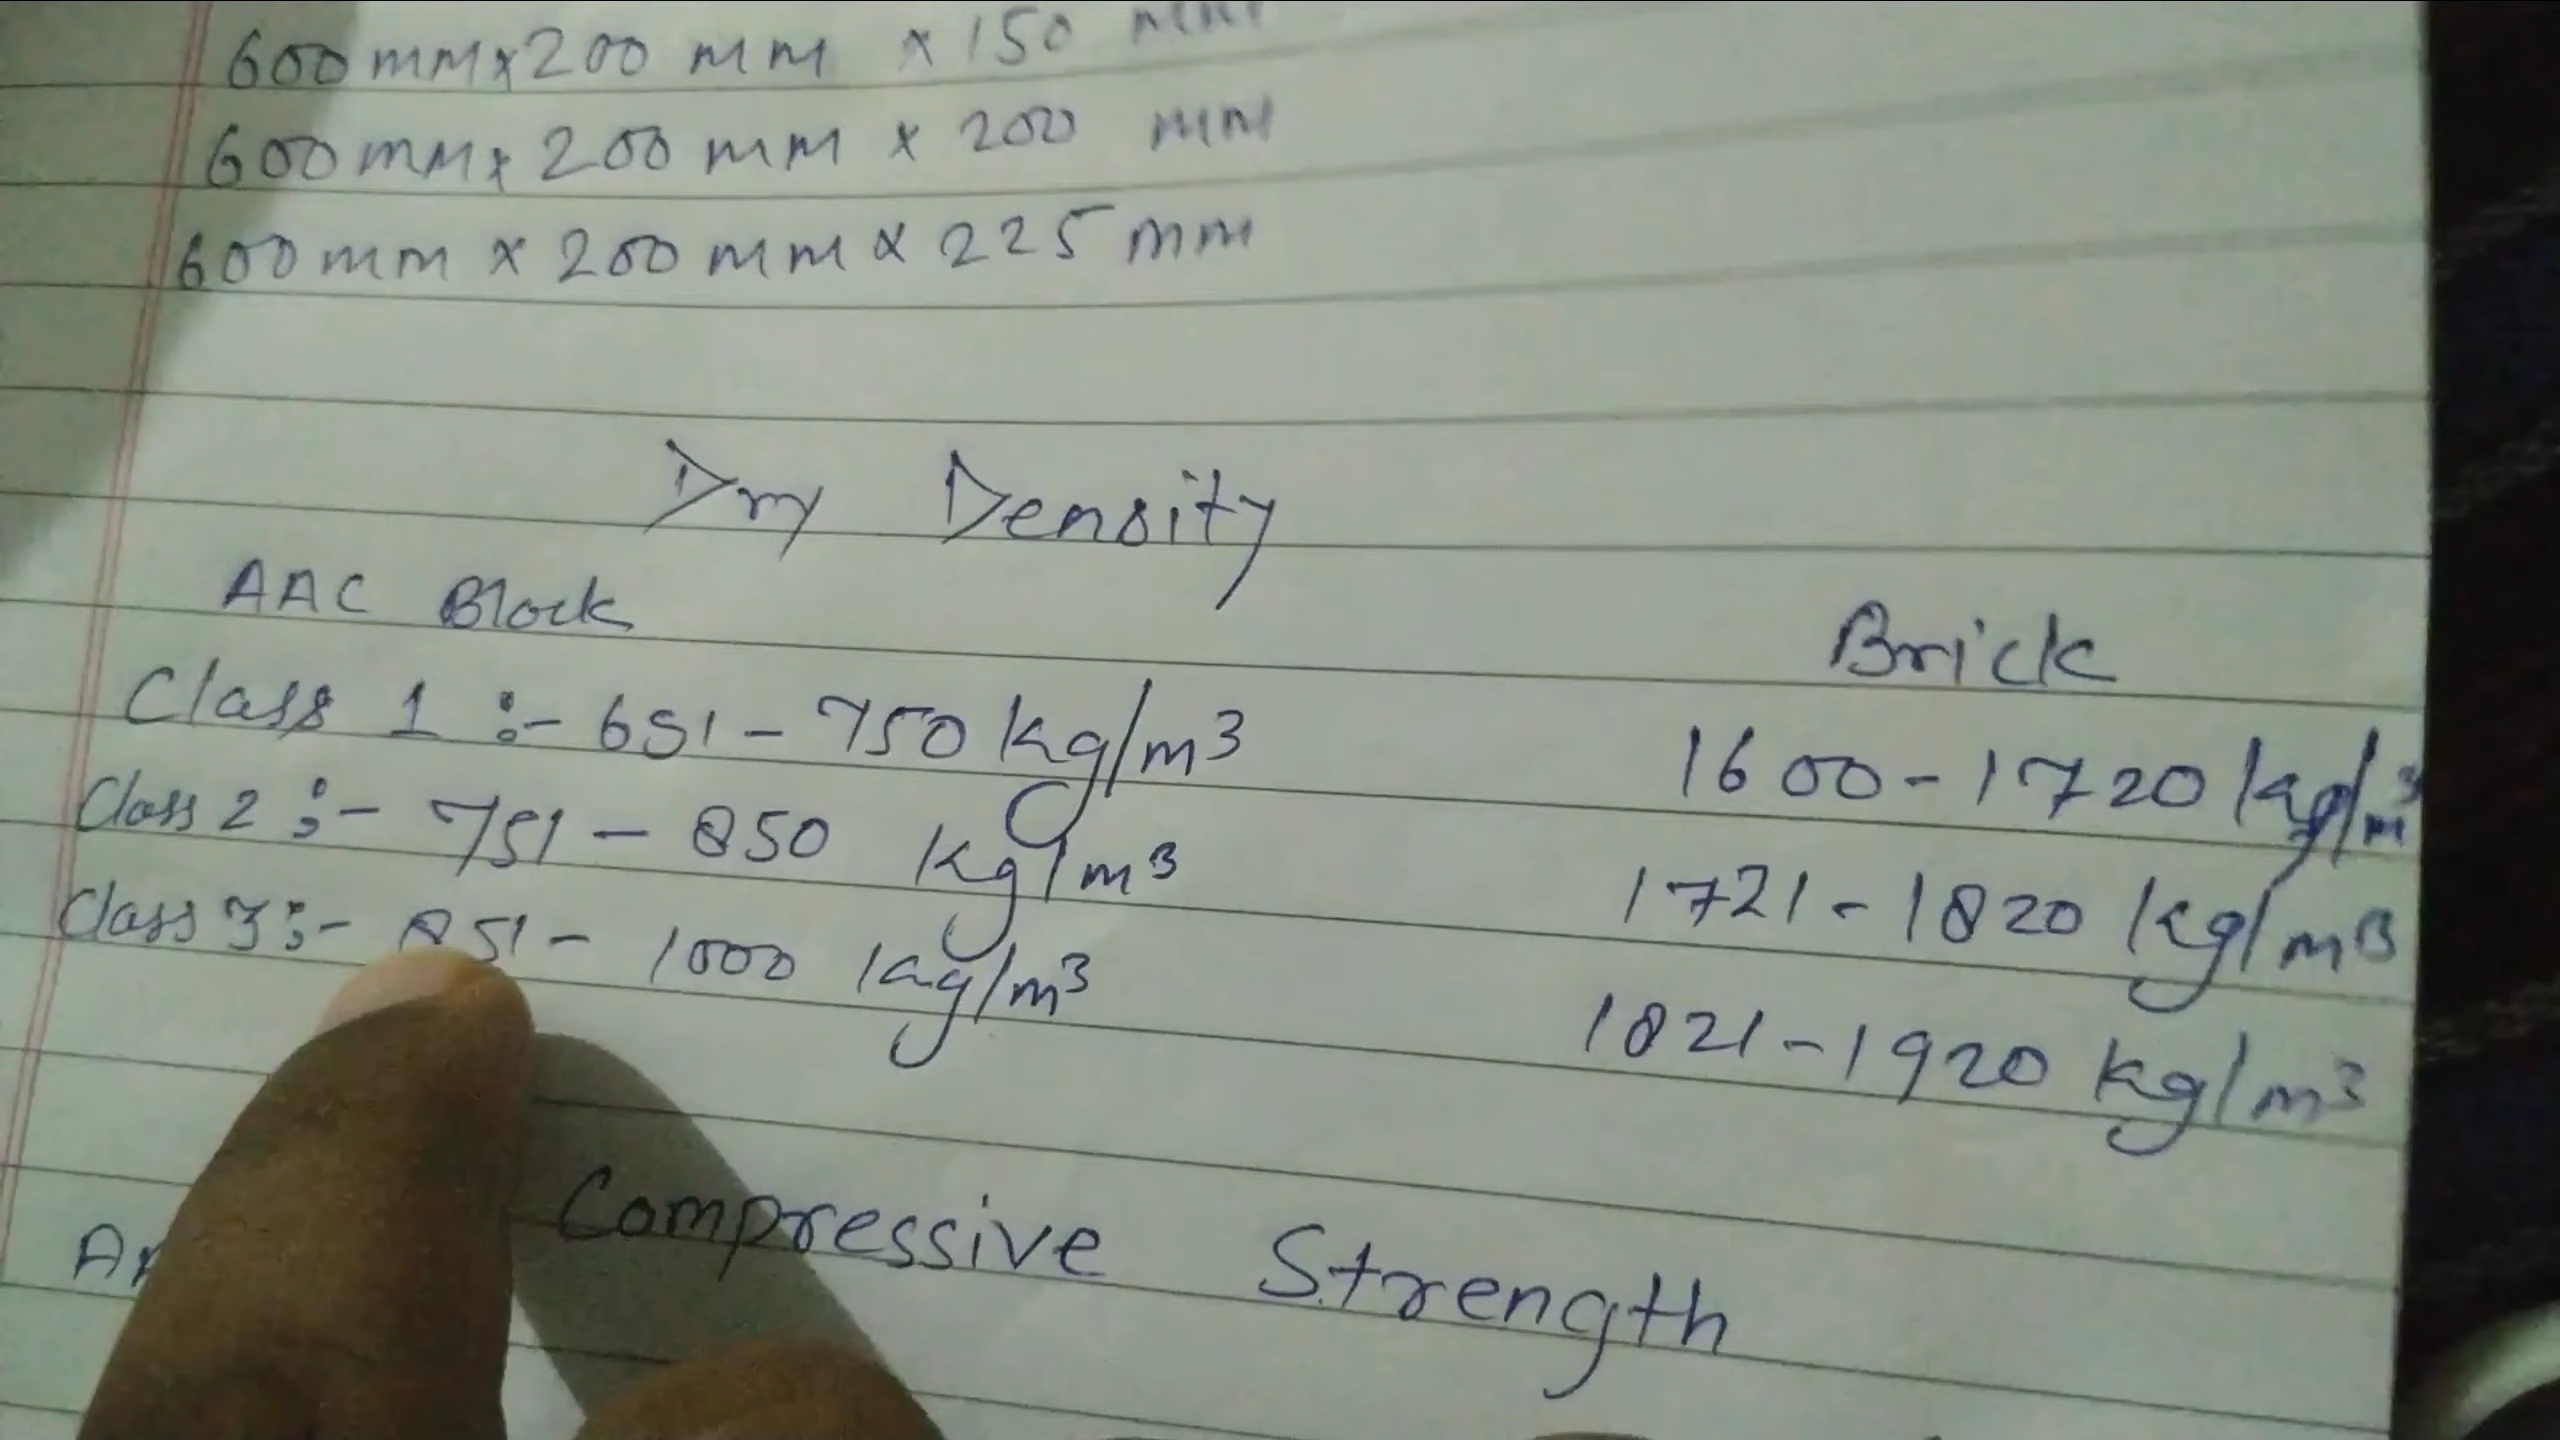 600 mm x 200 mm x 150 mm
600 mm x 200 mm x 200 mm
600 mm x 200 mm x 225 mm
Dry Density
AAC Block Brick
Class 1 :- 651 - 750 kg/m3 1600 - 1720 kg/m3
Class 2 :- 751 - 850 kg/m3 1721 - 1820 kg/m3
Class 3 :- 851 - 1000 kg/m3 1821 - 1920 kg/m3
Compressive Strength